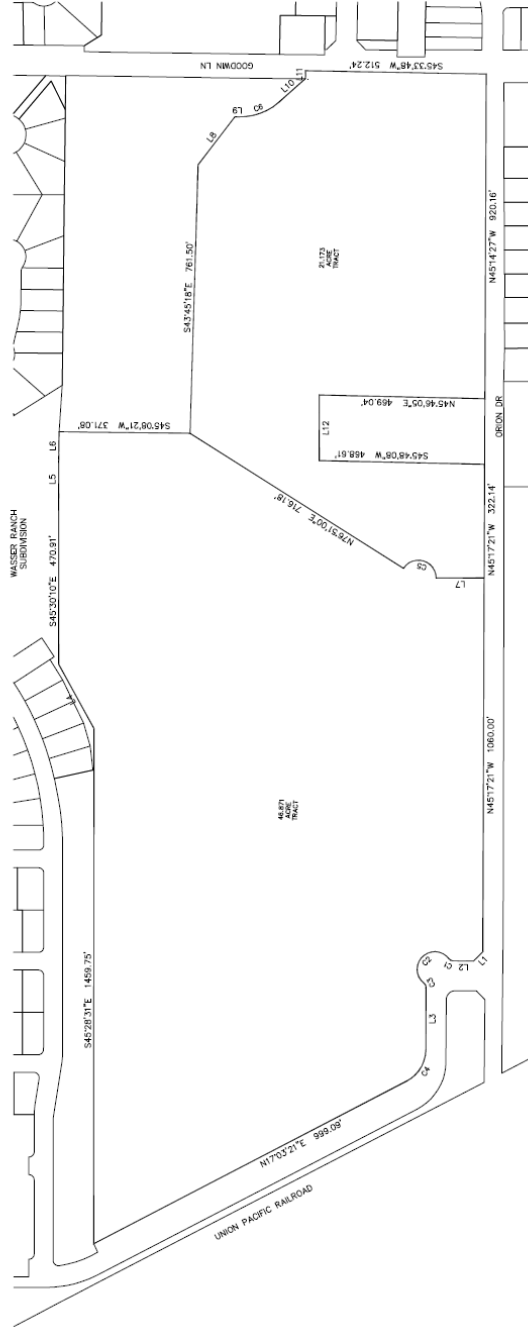 GOODWIN LN
S45°33'48"W 512.24'
L11
L10
C6
L9
L8
S43°45'18"E 761.50'
21.173
ACRE
TRACT
N45°14'27"W 920.16'
N45°46'05"E 469.04'
L12
S45°48'08"W 468.61'
ORION DR
S45°08'21"W 371.08'
L6
L5
WASSER RANCH
SUBDIVISION
S45°30'10"E 470.91'
N76°51'00"E 716.18'
C5
L7
N45°17'21"W 322.14'
N45°17'21"W 1060.00'
46.871
ACRE
TRACT
S45°28'31"E 1459.75'
C2
C1
L2
L1
C3
L3
C4
N17°03'21"E 999.09'
UNION PACIFIC RAILROAD